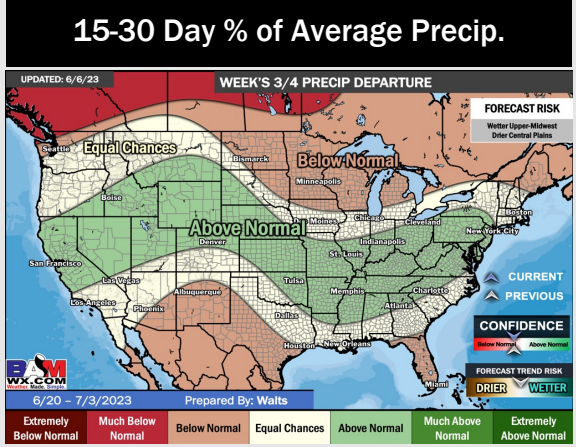 15-30 Day % of Average Precip.
UPDATED: 6/6/23
WEEK'S 3/4 PRECIP DEPARTURE
FORECAST RISK
Wetter Upper-Midwest
Drier Central Plains
Seattle
Equal Chances
Bismarck
Below Normal
Minneapolis
Boise
Des Moines
Chicago
Cleveland
Boston
New York City
Above Normal
Denver
Indianapolis
St. Louis
San Francisco
Las Vegas
Tulsa
Memphis
Charlotte
Los Angeles
Phoenix
Albuquerque
Dallas
Atlanta
Houston
New Orleans
Miami
CURRENT
PREVIOUS
CONFIDENCE
Below Normal
Above Normal
FORECAST TREND RISK
DRIER
WETTER
BAM
WX.COM
Weather. Made. Simple.
6/20 – 7/3/2023
Prepared By: Walts
Extremely
Below Normal
Much Below
Normal
Below Normal
Equal Chances
Above Normal
Much Above
Normal
Extremely
Above Normal